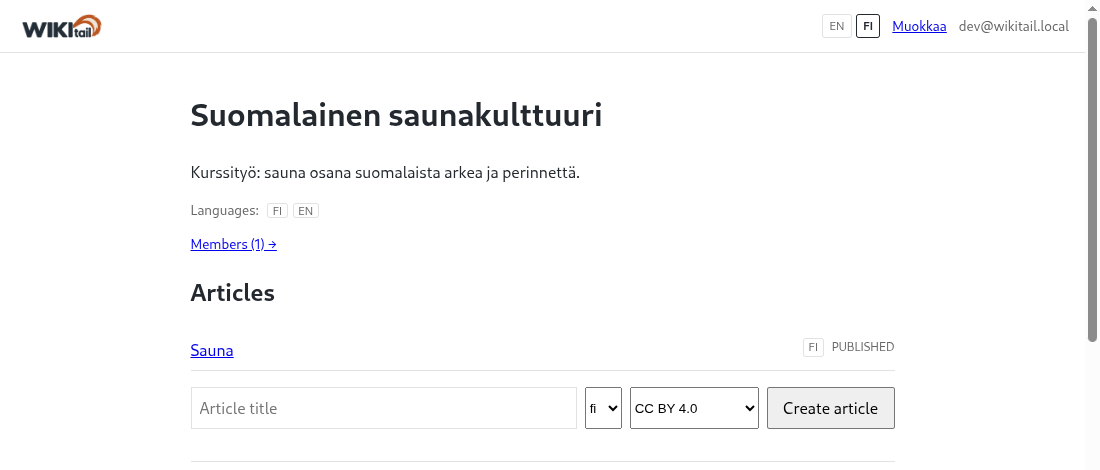 WIKItail
EN FI Muokkaa dev@wikitail.local
Suomalainen saunakulttuuri
Kurssityö: sauna osana suomalaista arkea ja perinnettä.
Languages: FI EN
Members (1) →
Articles
Sauna FI PUBLISHED
Article title fi CC BY 4.0 Create article